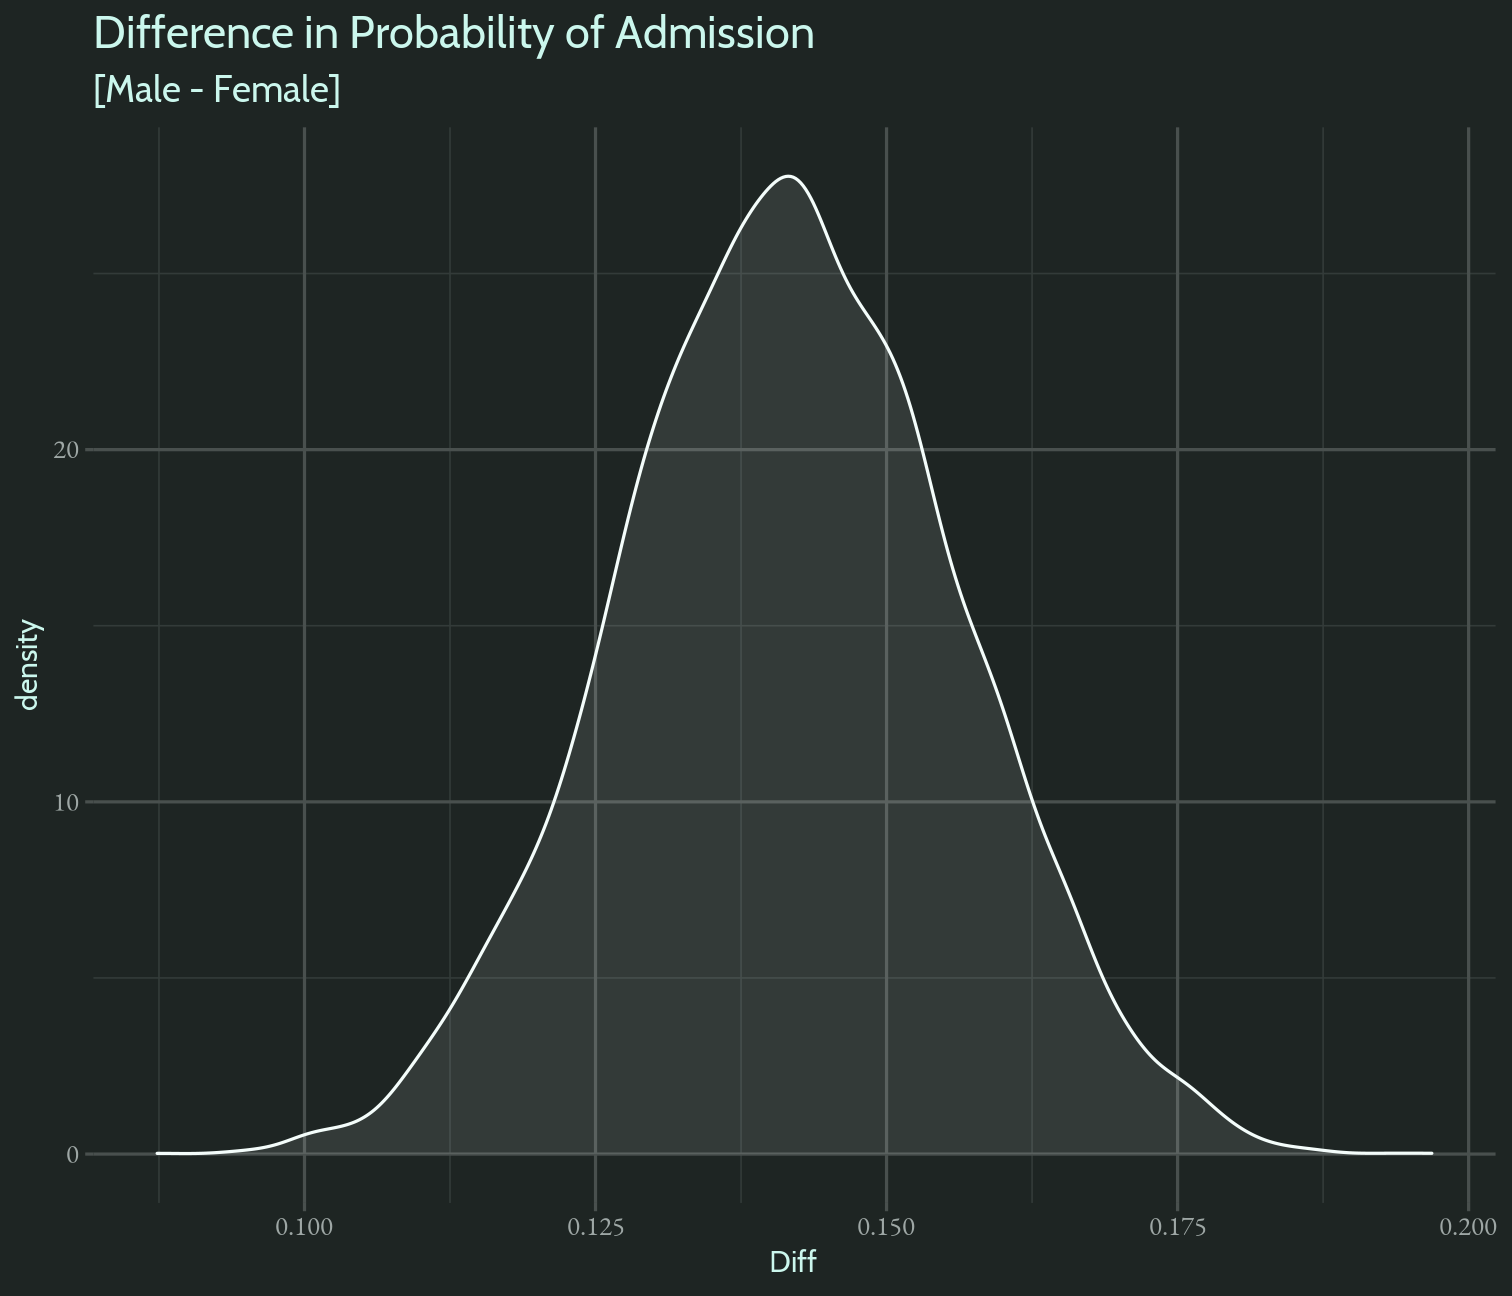 Difference in Probability of Admission
[Male - Female]
density
20
10
0
0.100 0.125 0.150 0.175 0.200
Diff